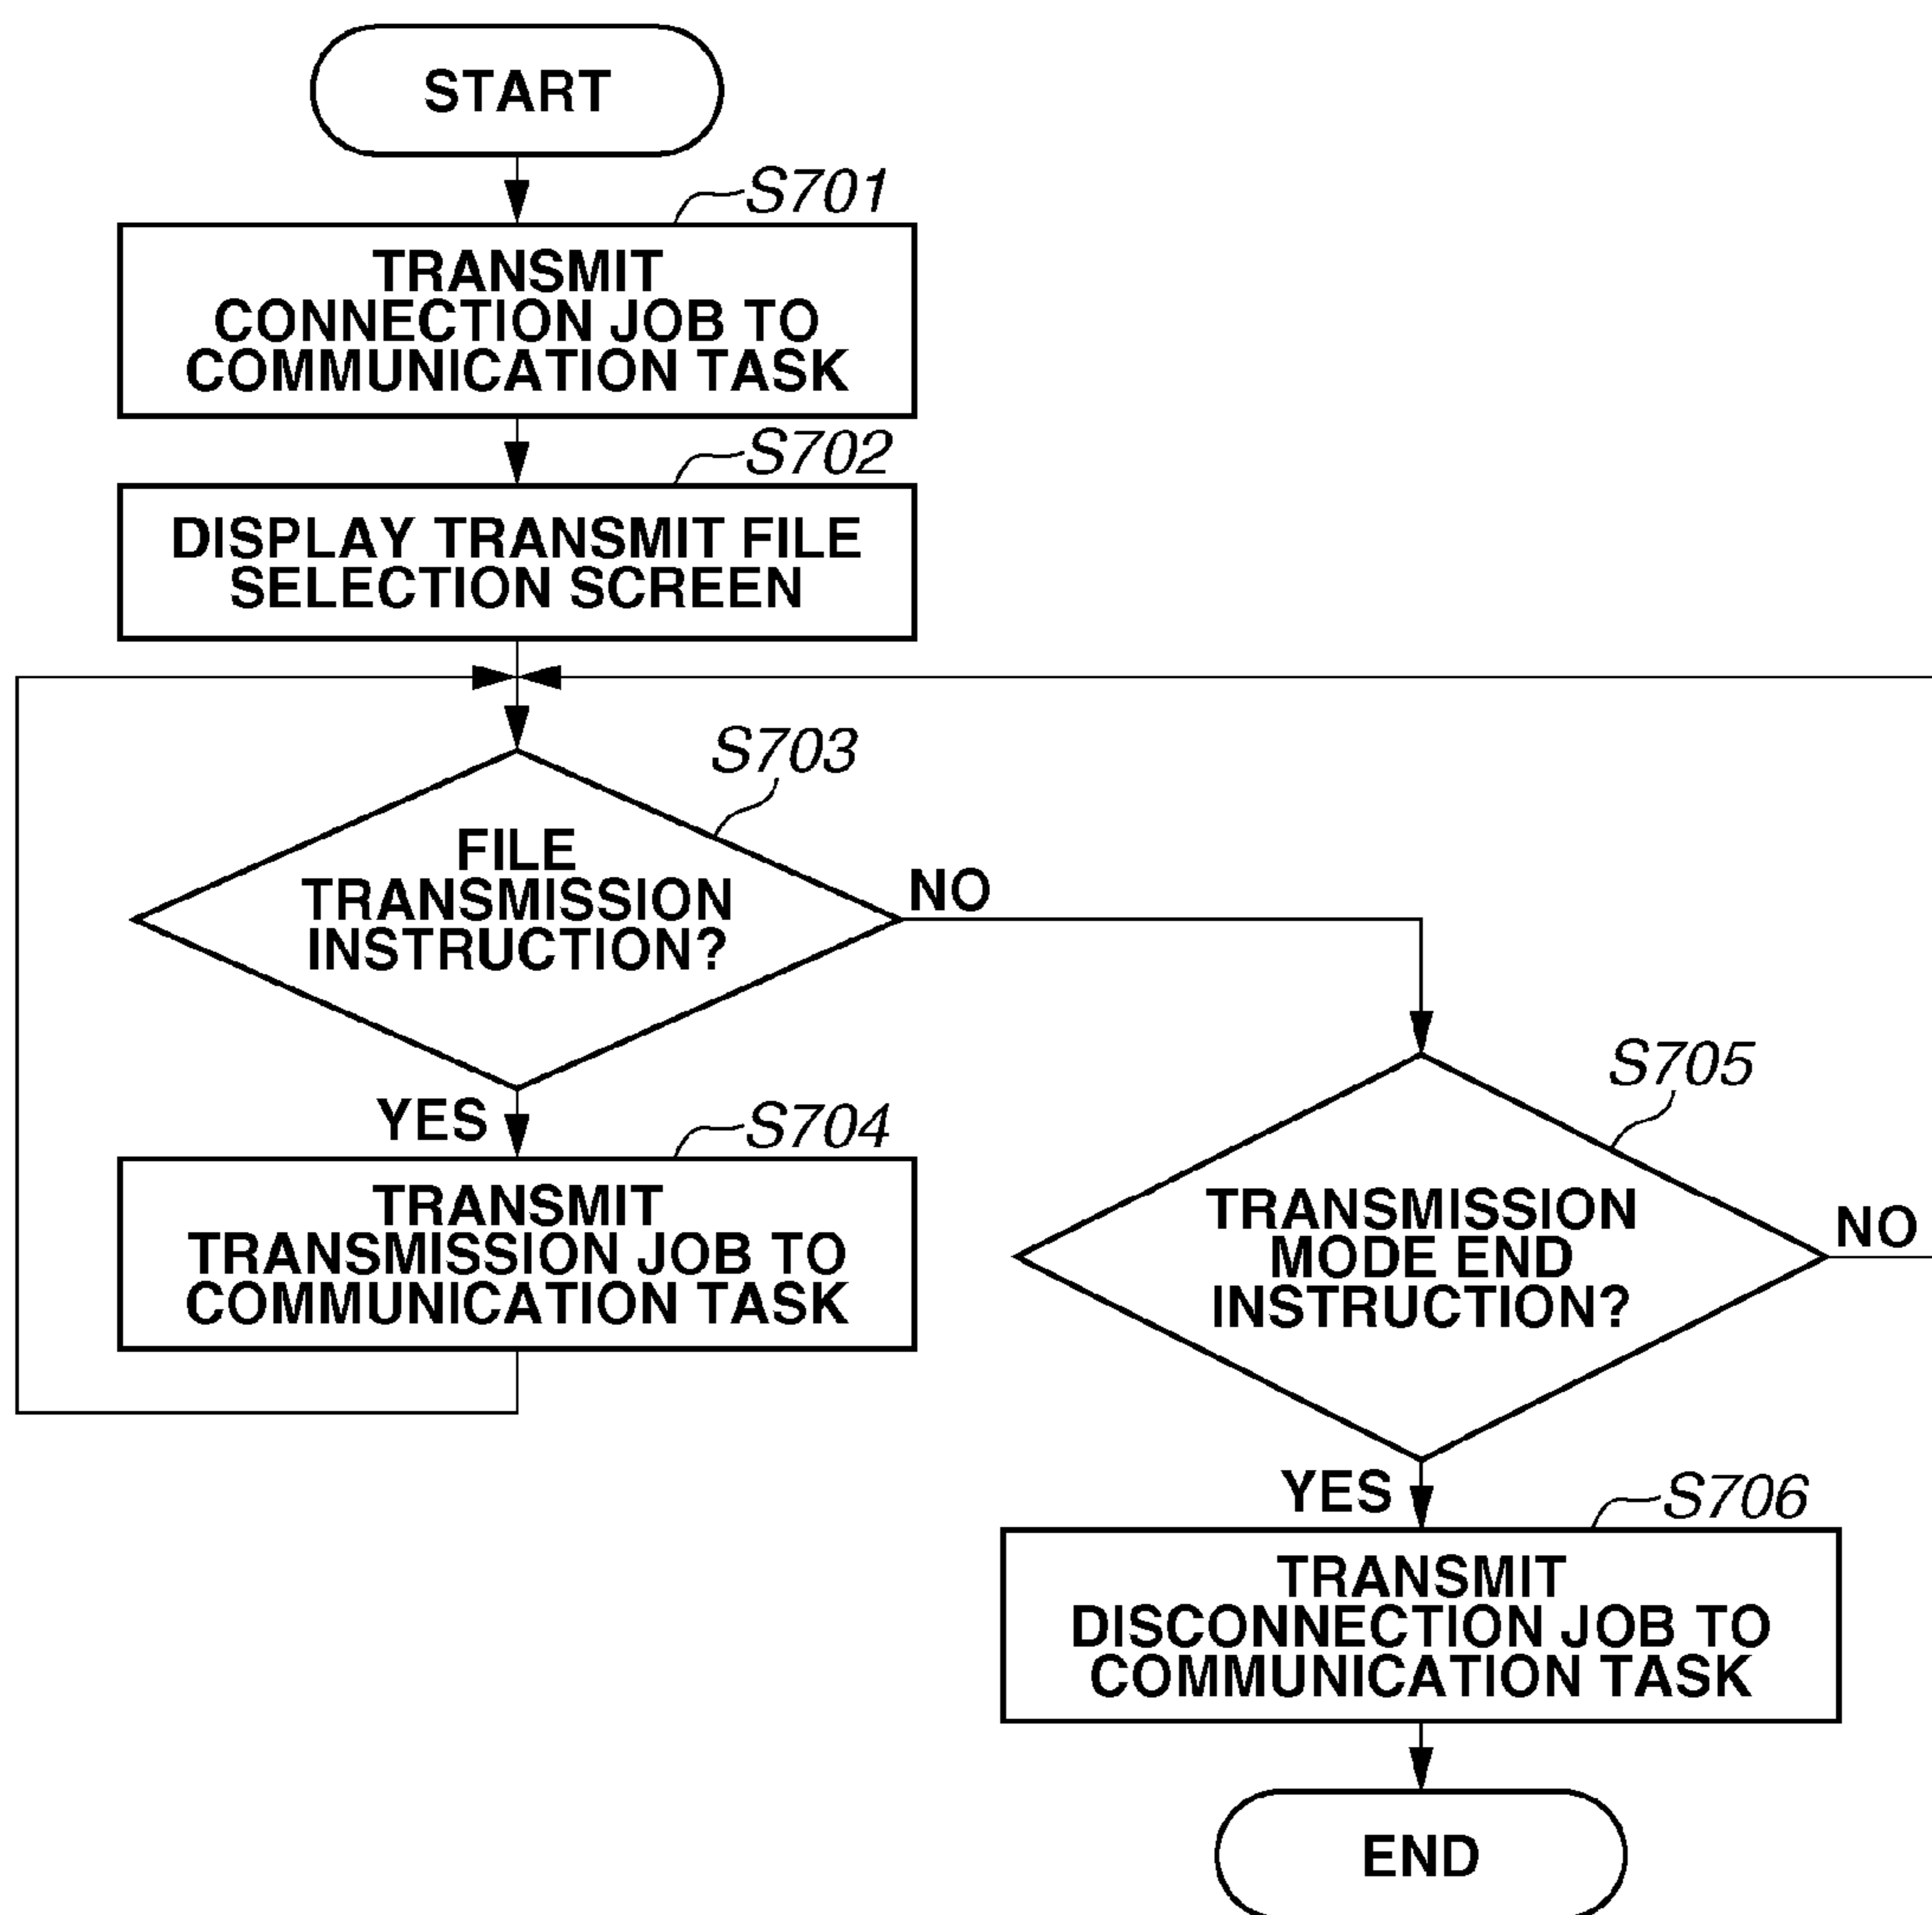 START
S701
TRANSMIT
CONNECTION JOB TO
COMMUNICATION TASK
S702
DISPLAY TRANSMIT FILE
SELECTION SCREEN
S703
FILE
TRANSMISSION
INSTRUCTION?
NO
YES
S704
TRANSMIT
TRANSMISSION JOB TO
COMMUNICATION TASK
S705
TRANSMISSION
MODE END
INSTRUCTION?
NO
YES
S706
TRANSMIT
DISCONNECTION JOB TO
COMMUNICATION TASK
END